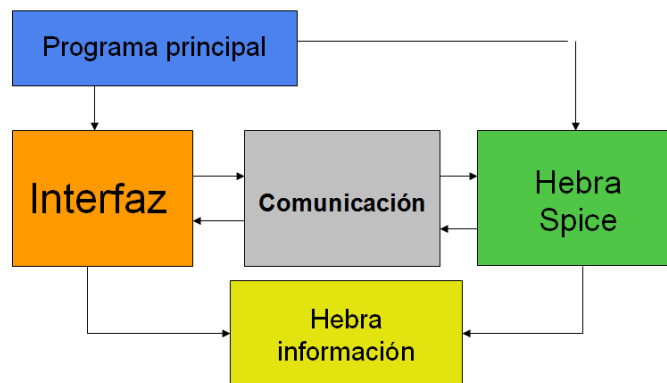 Programa principal
Interfaz
Comunicación
Hebra
Spice
Hebra
información